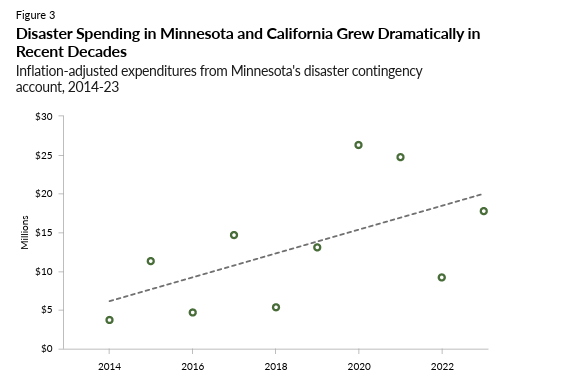 Figure 3
Disaster Spending in Minnesota and California Grew Dramatically in
Recent Decades
Inflation-adjusted expenditures from Minnesota's disaster contingency
account, 2014-23
$30
$25
$20
$15
$10
$5
$0
Millions
2014
2016
2018
2020
2022